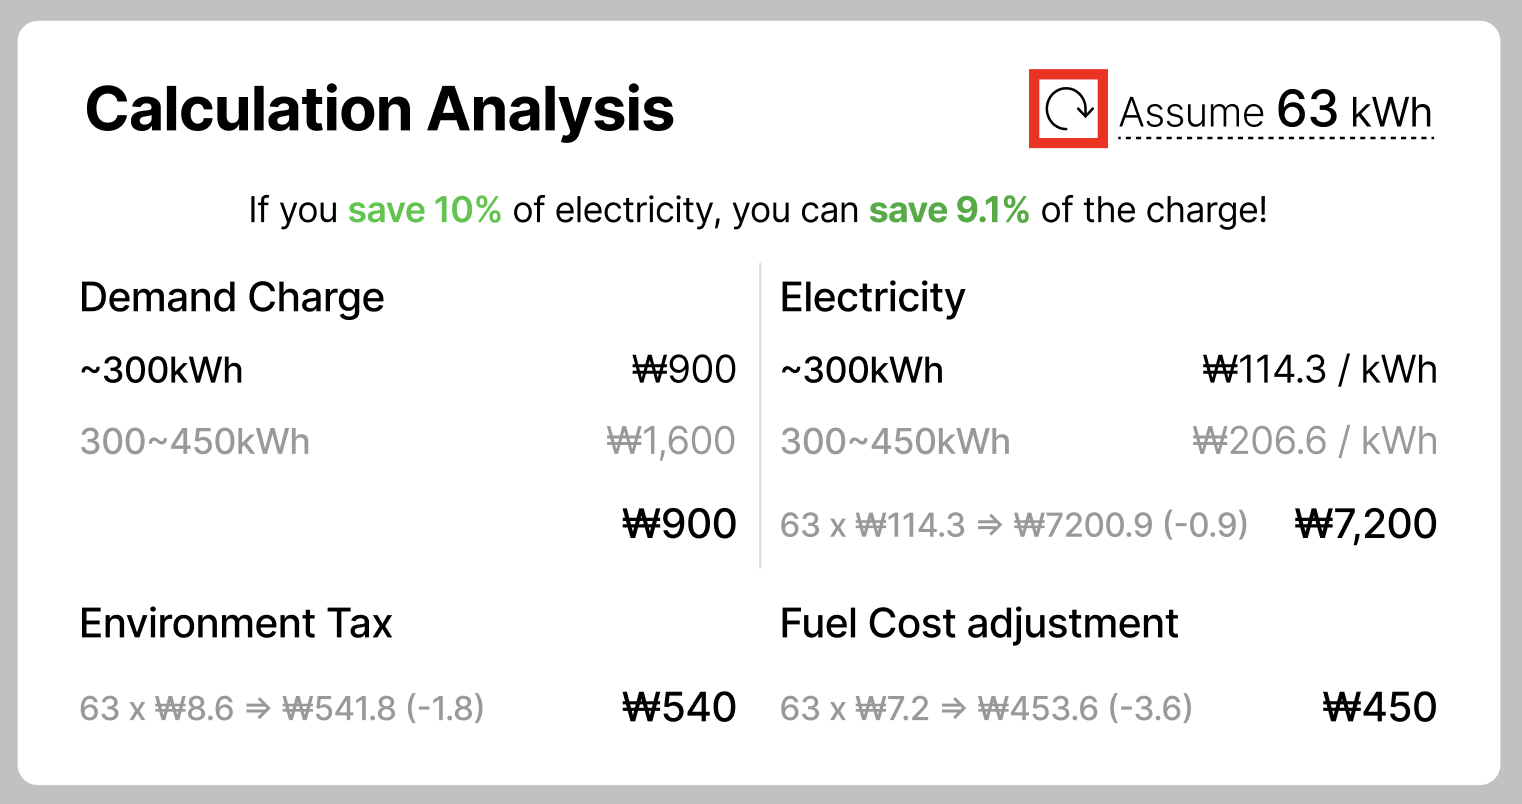 Calculation Analysis
Assume 63 kWh
If you save 10% of electricity, you can save 9.1% of the charge!
Demand Charge
~300kWh ₩900
300~450kWh ₩1,600
₩900
Electricity
~300kWh ₩114.3 / kWh
300~450kWh ₩206.6 / kWh
63 x ₩114.3 ⇒ ₩7200.9 (-0.9) ₩7,200
Environment Tax
63 x ₩8.6 ⇒ ₩541.8 (-1.8) ₩540
Fuel Cost adjustment
63 x ₩7.2 ⇒ ₩453.6 (-3.6) ₩450